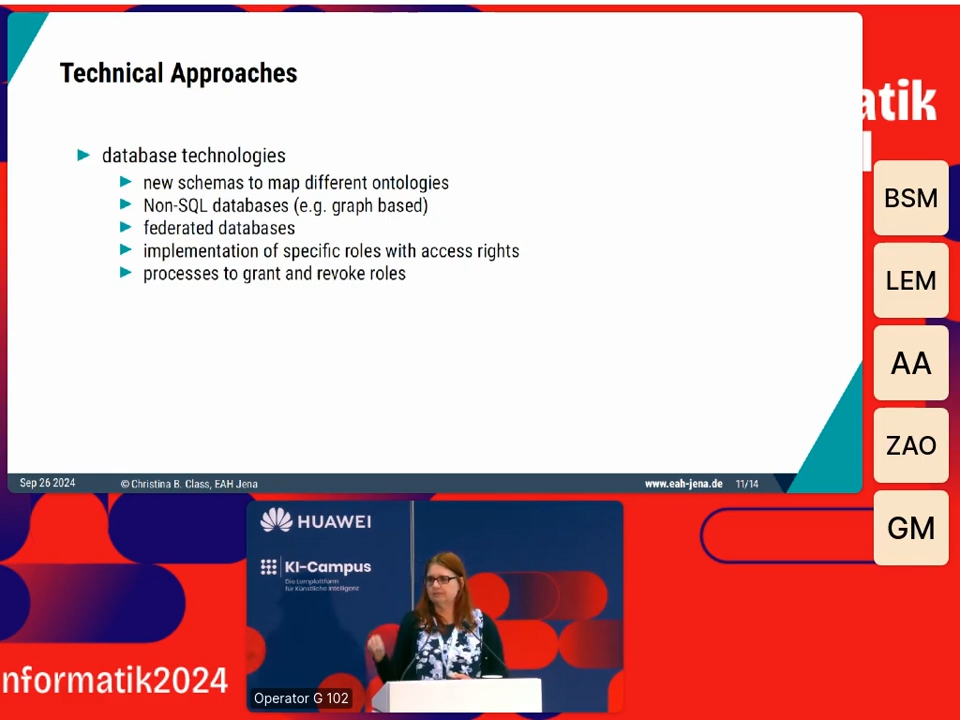 Technical Approaches
database technologies
new schemas to map different ontologies
Non-SQL databases (e.g. graph based)
federated databases
implementation of specific roles with access rights
processes to grant and revoke roles
Sep 26 2024
© Christina B. Class, EAH Jena
www.eah-jena.de
11/14
atik
BSM
LEM
AA
ZAO
GM
HUAWEI
KI-Campus
Die Lernplattform
für Künstliche Intelligenz
Operator G 102
nformatik2024